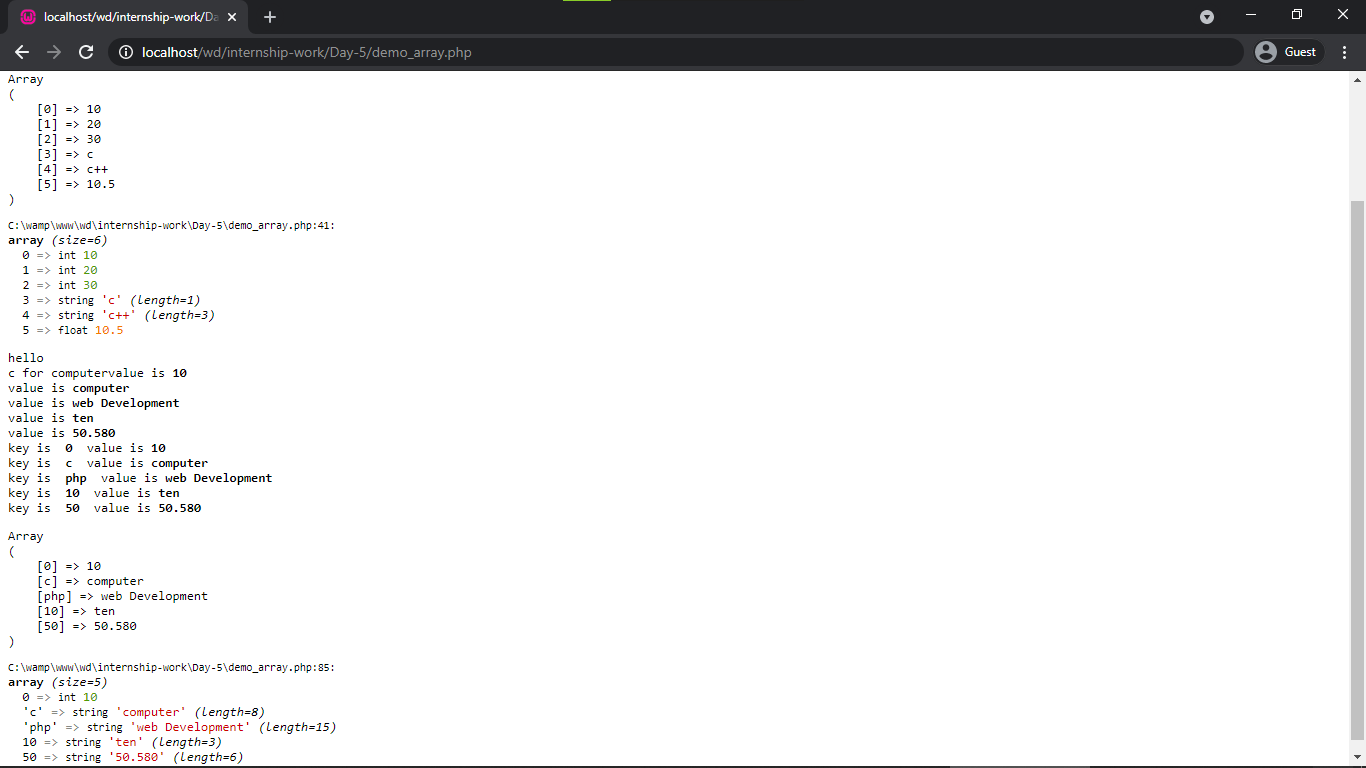 localhost/wd/internship-work/Da
localhost/wd/internship-work/Day-5/demo_array.php
Guest
Array
(
    [0] => 10
    [1] => 20
    [2] => 30
    [3] => c
    [4] => c++
    [5] => 10.5
)
C:\wamp\www\wd\internship-work\Day-5\demo_array.php:41:
array (size=6)
  0 => int 10
  1 => int 20
  2 => int 30
  3 => string 'c' (length=1)
  4 => string 'c++' (length=3)
  5 => float 10.5
hello
c for computervalue is 10
value is computer
value is web Development
value is ten
value is 50.580
key is  0  value is 10
key is  c  value is computer
key is  php  value is web Development
key is  10  value is ten
key is  50  value is 50.580
Array
(
    [0] => 10
    [c] => computer
    [php] => web Development
    [10] => ten
    [50] => 50.580
)
C:\wamp\www\wd\internship-work\Day-5\demo_array.php:85:
array (size=5)
  0 => int 10
  'c' => string 'computer' (length=8)
  'php' => string 'web Development' (length=15)
  10 => string 'ten' (length=3)
  50 => string '50.580' (length=6)